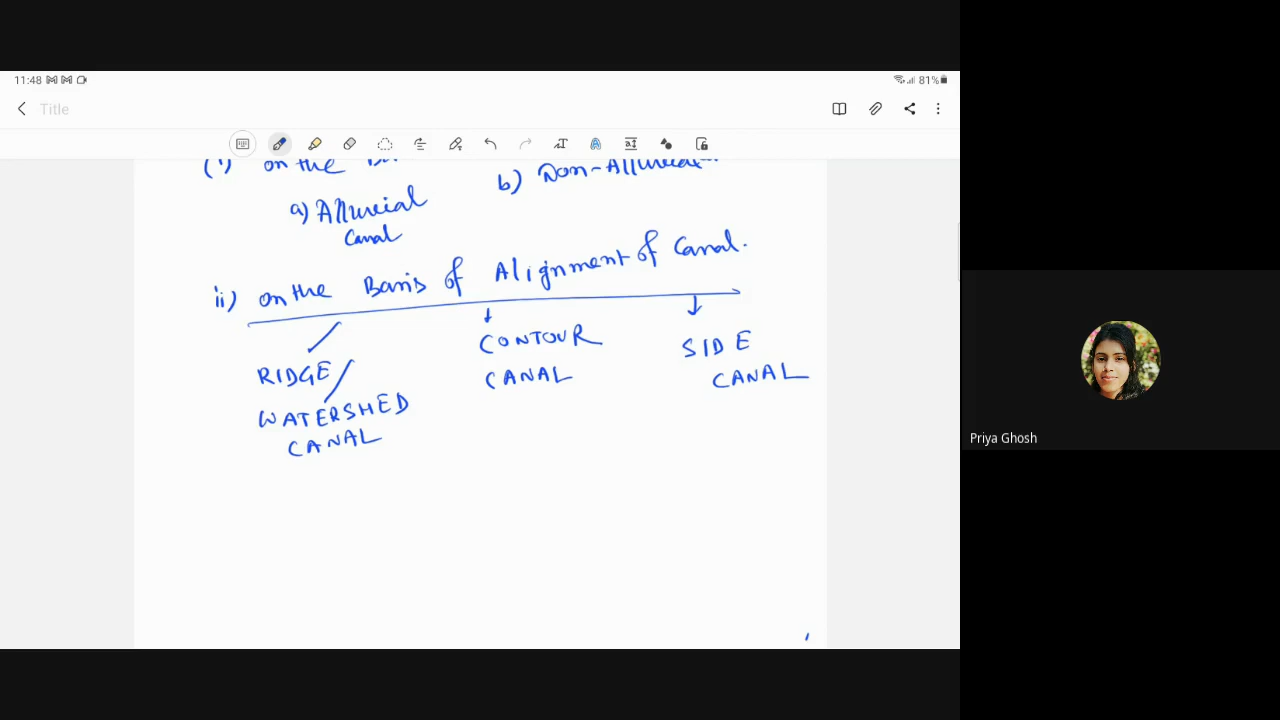 11:48 81%
Title
(i) on the
b) Non-Alluvial
a) Alluvial
Canal
ii) on the Basis of Alignment of Canal.
RIDGE/ CONTOUR SIDE
WATERSHED CANAL CANAL
CANAL
Priya Ghosh